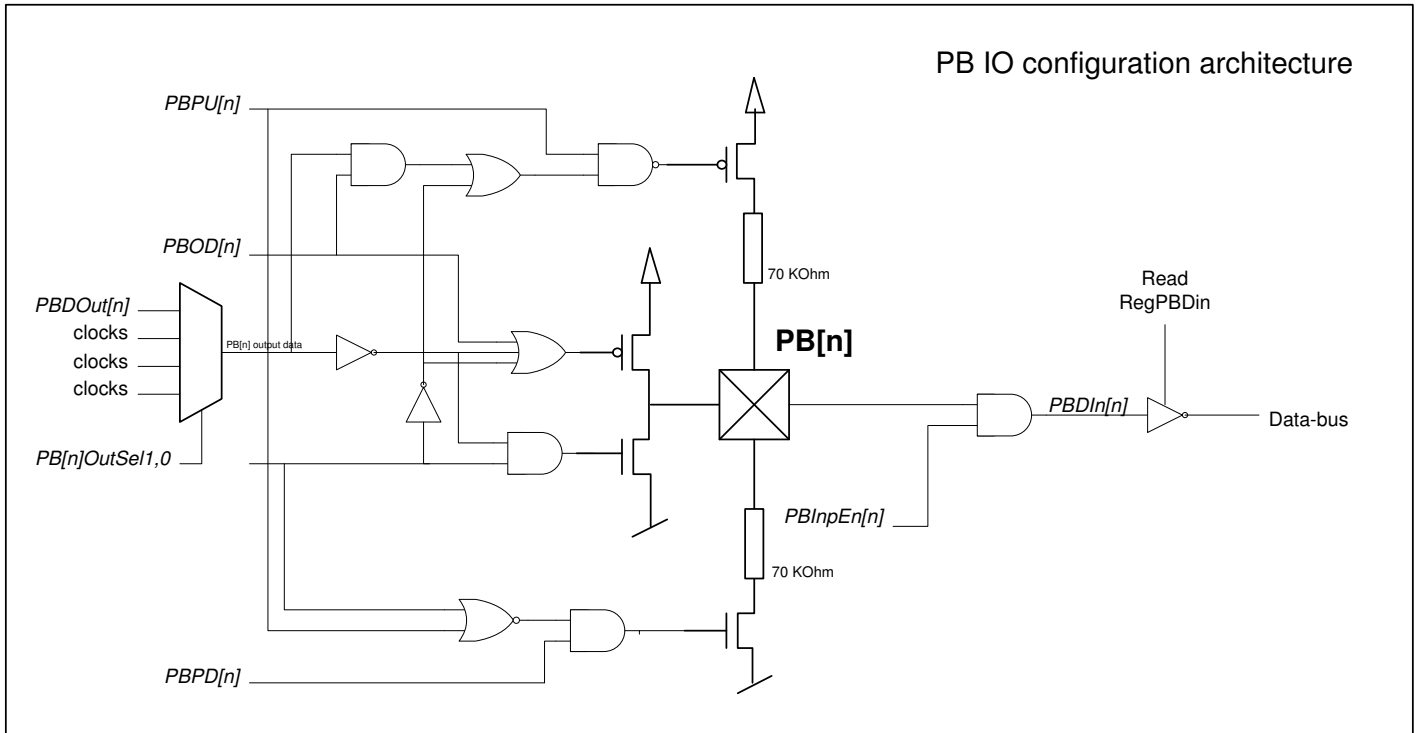 PB IO configuration architecture
PBPU[n]
PBOD[n]
70 KOhm
Read
RegPBDin
PBDOut[n]
clocks
clocks
clocks
PB[n] output data
PB[n]
PBDIn[n]
Data-bus
PB[n]OutSel1,0
PBInpEn[n]
70 KOhm
PBPD[n]